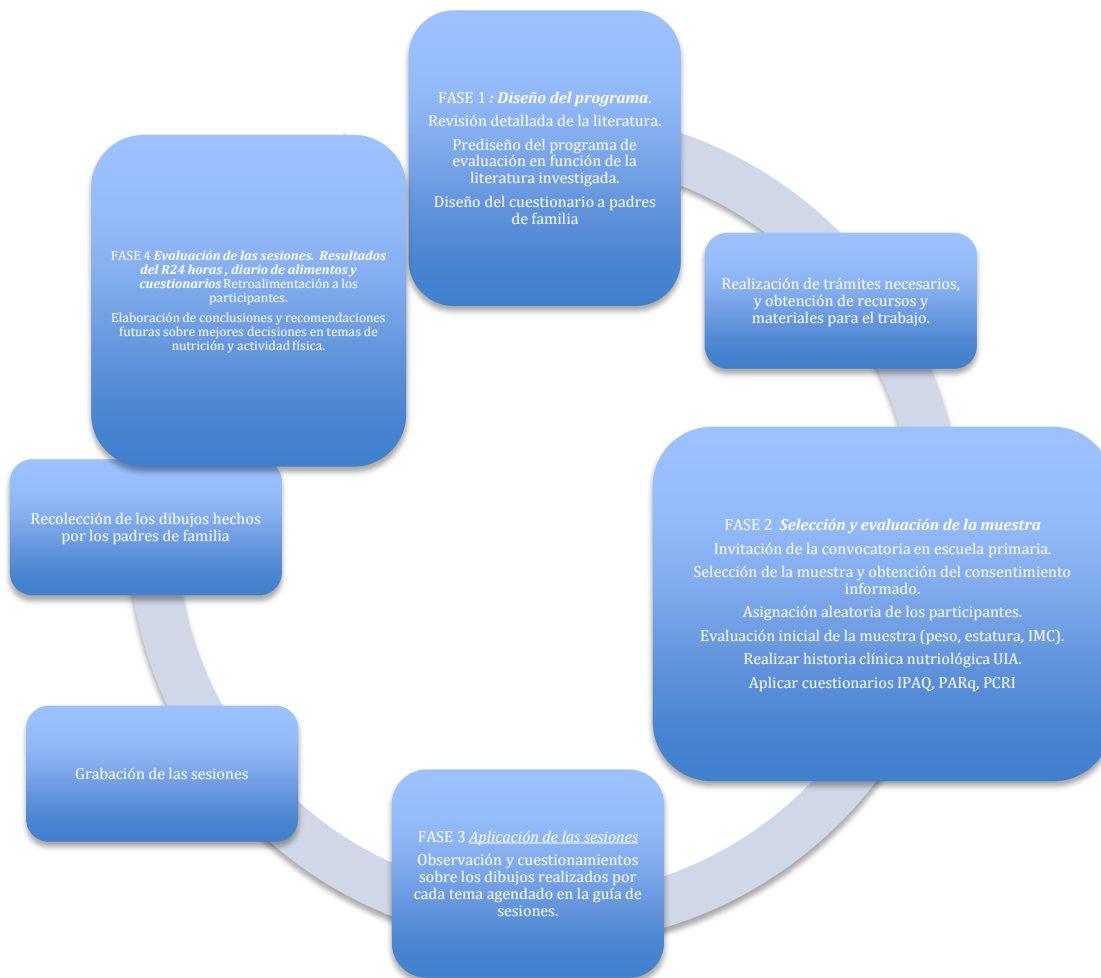 FASE 1 : Diseño del programa.
Revisión detallada de la literatura.
Prediseño del programa de
evaluación en función de la
literatura investigada.
Diseño del cuestionario a padres
de familia
Realización de trámites necesarios,
y obtención de recursos y
materiales para el trabajo.
FASE 2 Selección y evaluación de la muestra
Invitación de la convocatoria en escuela primaria.
Selección de la muestra y obtención del consentimiento
informado.
Asignación aleatoria de los participantes.
Evaluación inicial de la muestra (peso, estatura, IMC).
Realizar historia clínica nutriológica UIA.
Aplicar cuestionarios IPAQ, PARq, PCRI
FASE 3 Aplicación de las sesiones
Observación y cuestionamientos
sobre los dibujos realizados por
cada tema agendado en la guía de
sesiones.
Grabación de las sesiones
Recolección de los dibujos hechos
por los padres de familia
FASE 4 Evaluación de las sesiones. Resultados
del R24 horas , diario de alimentos y
cuestionarios Retroalimentación a los
participantes.
Elaboración de conclusiones y recomendaciones
futuras sobre mejores decisiones en temas de
nutrición y actividad física.